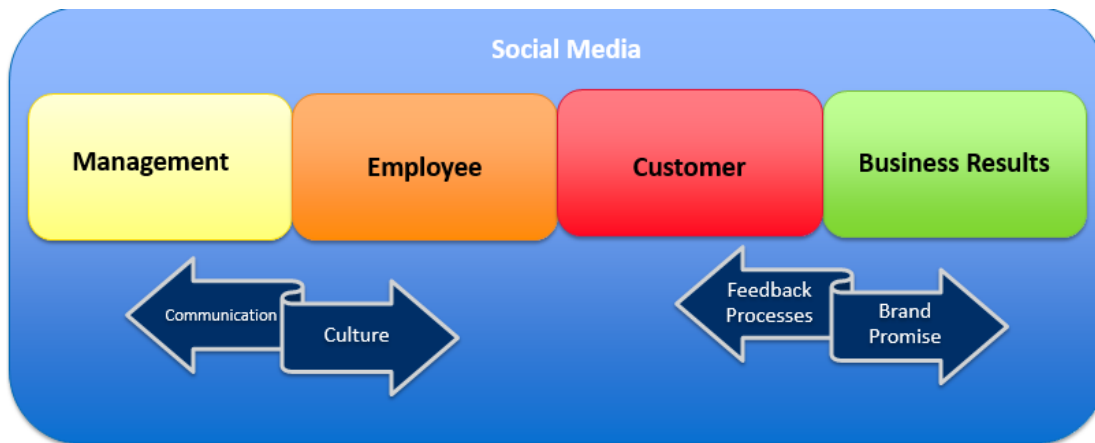 Social Media
Management
Employee
Customer
Business Results
Communication
Culture
Feedback
Processes
Brand
Promise